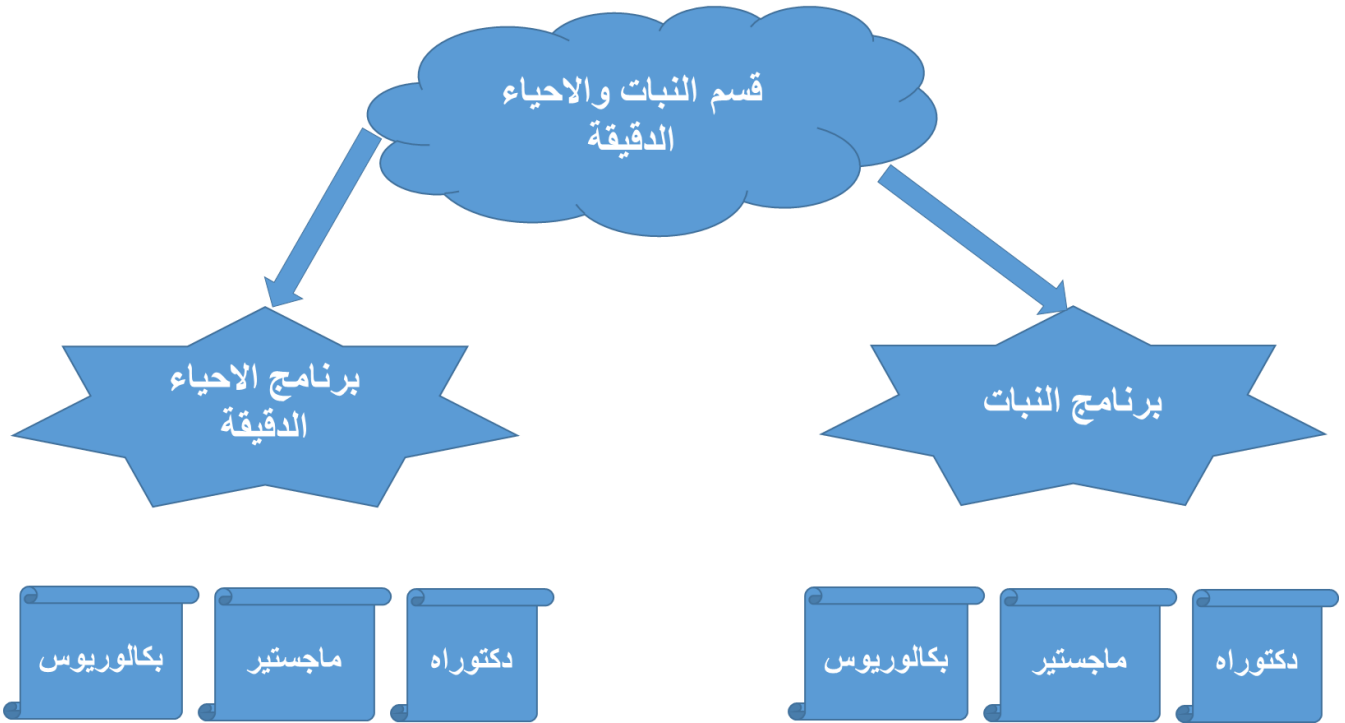 قسم النبات والاحياء
الدقيقة
برنامج النبات
برنامج الاحياء
الدقيقة
دكتوراه
ماجستير
بكالوريوس
دكتوراه
ماجستير
بكالوريوس